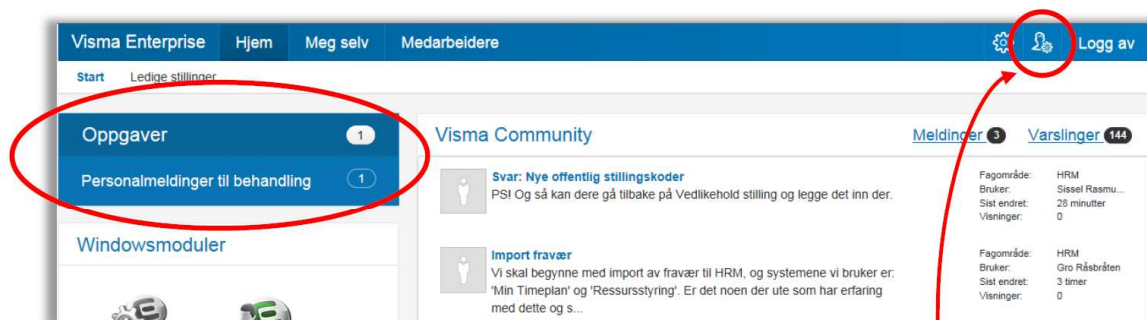 Visma Enterprise Hjem Meg selv Medarbeidere Logg av
Start Ledige stillinger
Oppgaver 1
Personalmeldinger til behandling 1
Windowsmoduler
Visma Community Meldinger 3 Varslinger 144
Svar: Nye offentlig stillingskoder
PS! Og så kan dere gå tilbake på Vedlikehold stilling og legge det inn der.
Fagområde: HRM
Bruker: Sissel Rasmu...
Sist endret: 28 minutter
Visninger: 0
Import fravær
Vi skal begynne med import av fravær til HRM, og systemene vi bruker er:
'Min Timeplan' og 'Ressursstyring'. Er det noen der ute som har erfaring
med dette og s...
Fagområde: HRM
Bruker: Gro Råsbråten
Sist endret: 3 timer
Visninger: 0